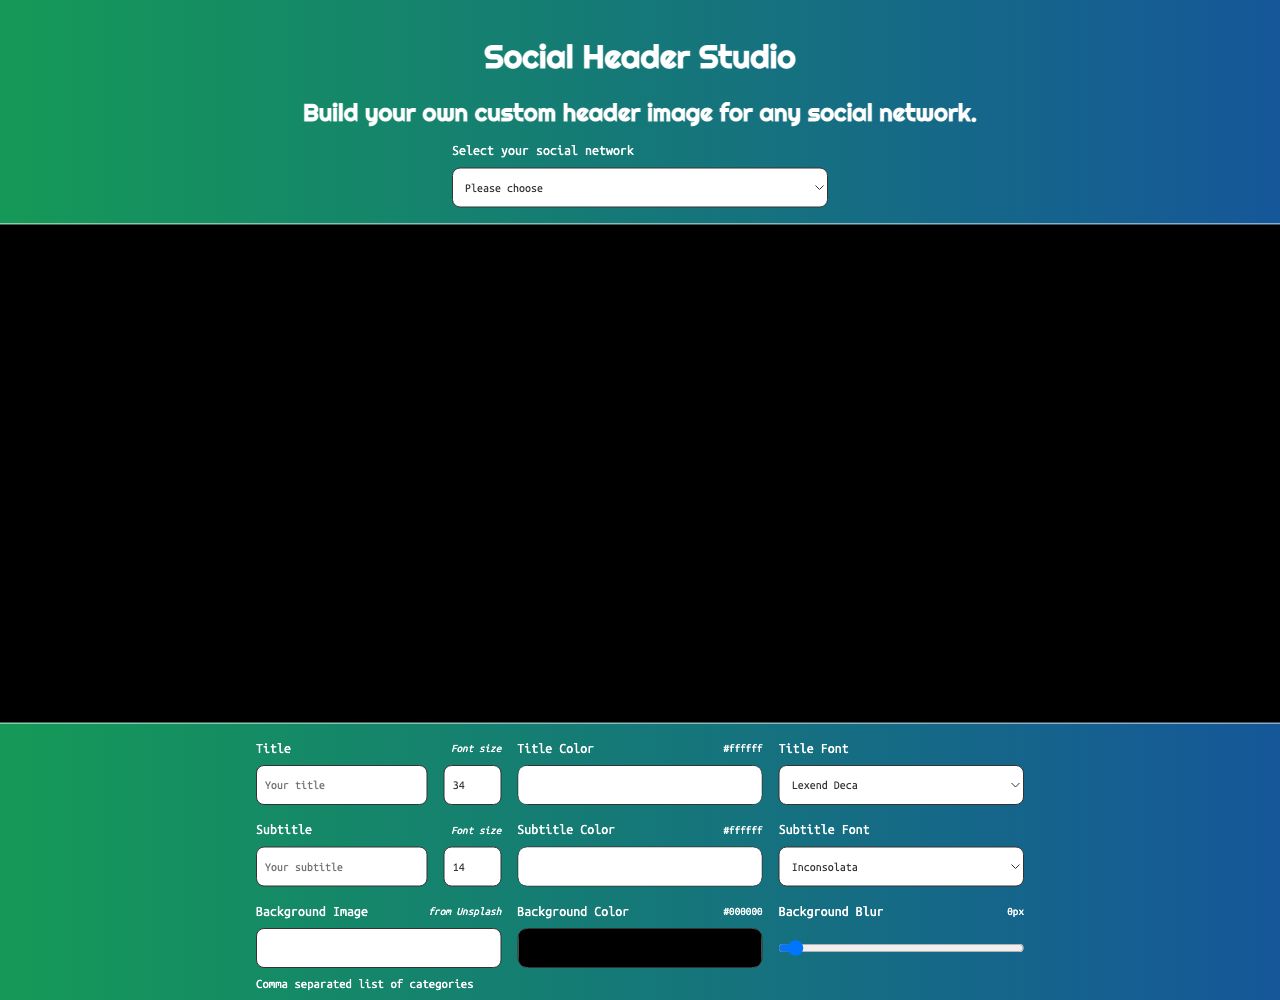 Social Header Studio
Build your own custom header image for any social network.
Select your social network
Please choose
Title Font size Title Color #ffffff Title Font
Your title 34 Lexend Deca
Subtitle Font size Subtitle Color #ffffff Subtitle Font
Your subtitle 14 Inconsolata
Background Image from Unsplash Background Color #000000 Background Blur 0px
Comma separated list of categories